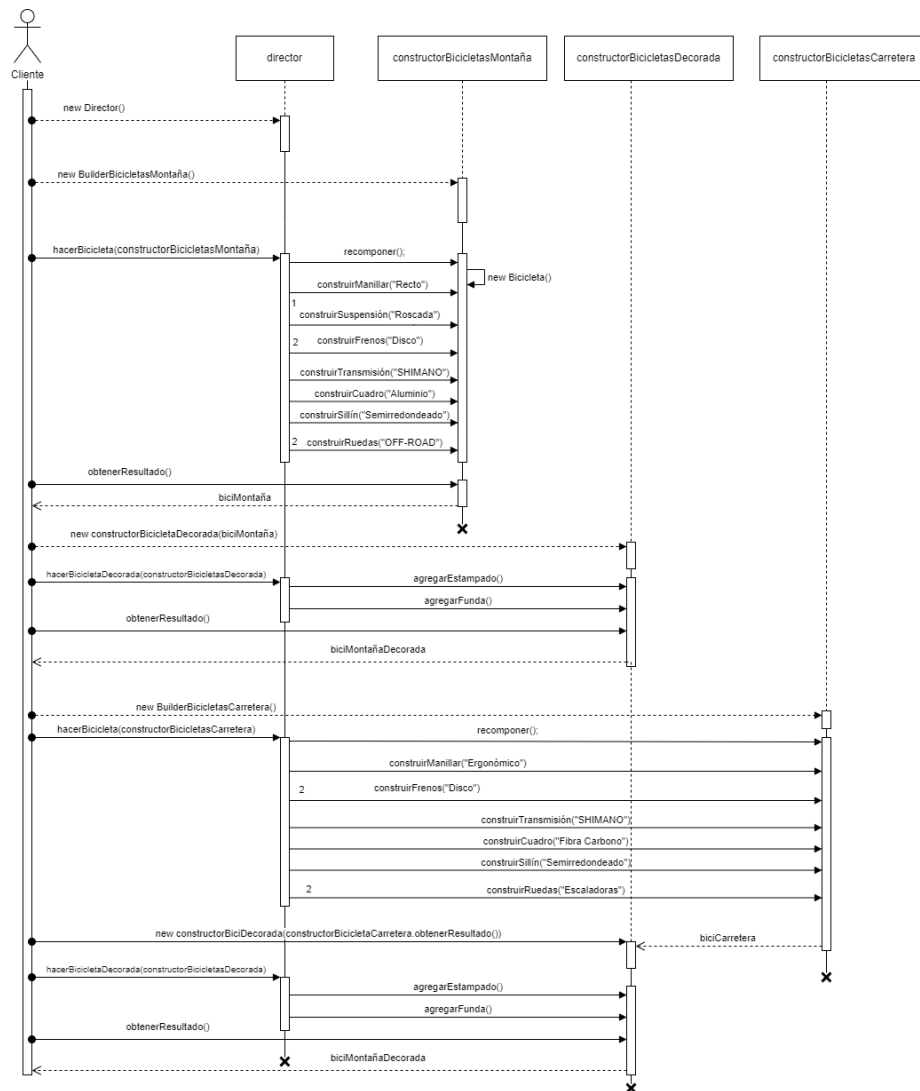 Cliente
director
constructorBicicletasMontaña
constructorBicicletasDecorada
constructorBicicletasCarretera
new Director()
new BuilderBicicletasMontaña()
hacerBicicleta(constructorBicicletasMontaña)
recomponer();
new Bicicleta()
construirManillar("Recto")
1
construirSuspensión("Roscada")
2
construirFrenos("Disco")
construirTransmisión("SHIMANO")
construirCuadro("Aluminio")
construirSillín("Semirredondeado")
2
construirRuedas("OFF-ROAD")
obtenerResultado()
biciMontaña
new constructorBicicletaDecorada(biciMontaña)
hacerBicicletaDecorada(constructorBicicletasDecorada)
agregarEstampado()
agregarFunda()
obtenerResultado()
biciMontañaDecorada
new BuilderBicicletasCarretera()
hacerBicicleta(constructorBicicletasCarretera)
recomponer();
construirManillar("Ergonómico")
2
construirFrenos("Disco")
construirTransmisión("SHIMANO")
construirCuadro("Fibra Carbono")
construirSillín("Semirredondeado")
2
construirRuedas("Escaladoras")
new constructorBiciDecorada(constructorBicicletaCarretera.obtenerResultado())
biciCarretera
hacerBicicletaDecorada(constructorBicicletasDecorada)
agregarEstampado()
agregarFunda()
obtenerResultado()
biciMontañaDecorada